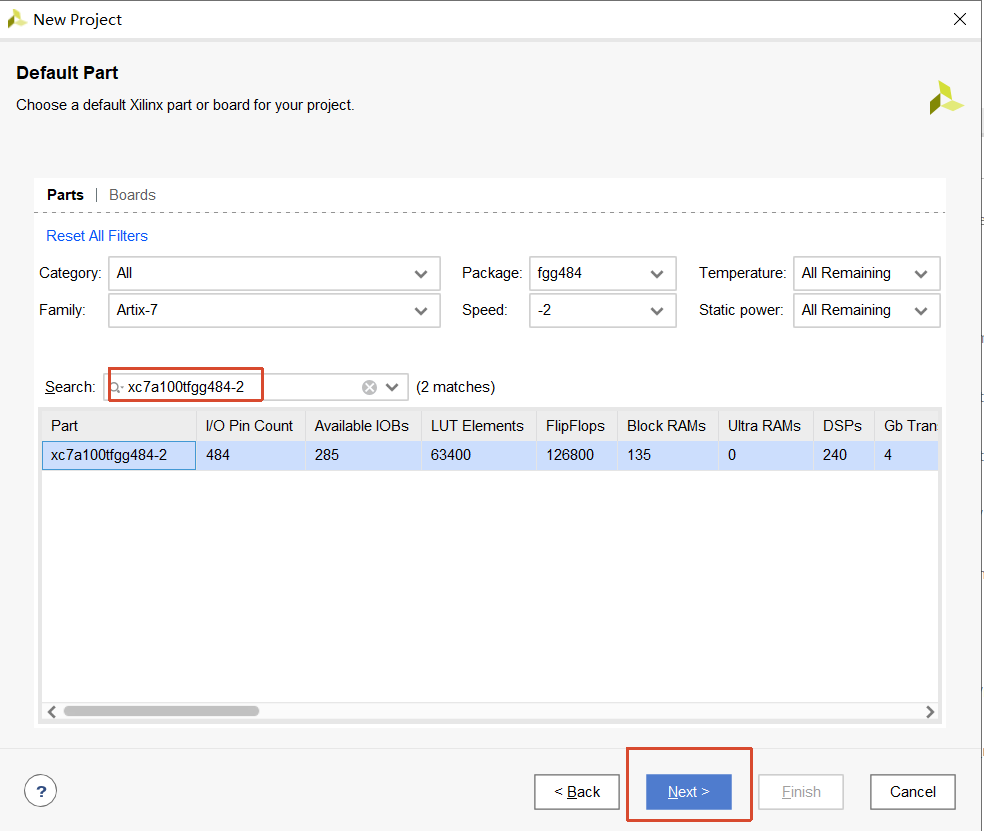 New Project
Default Part
Choose a default Xilinx part or board for your project.
Parts | Boards
Reset All Filters
Category: All Package: fgg484 Temperature: All Remaining
Family: Artix-7 Speed: -2 Static power: All Remaining
Search: xc7a100tfgg484-2 (2 matches)
Part I/O Pin Count Available IOBs LUT Elements FlipFlops Block RAMs Ultra RAMs DSPs Gb Tran
xc7a100tfgg484-2 484 285 63400 126800 135 0 240 4
? < Back Next > Finish Cancel